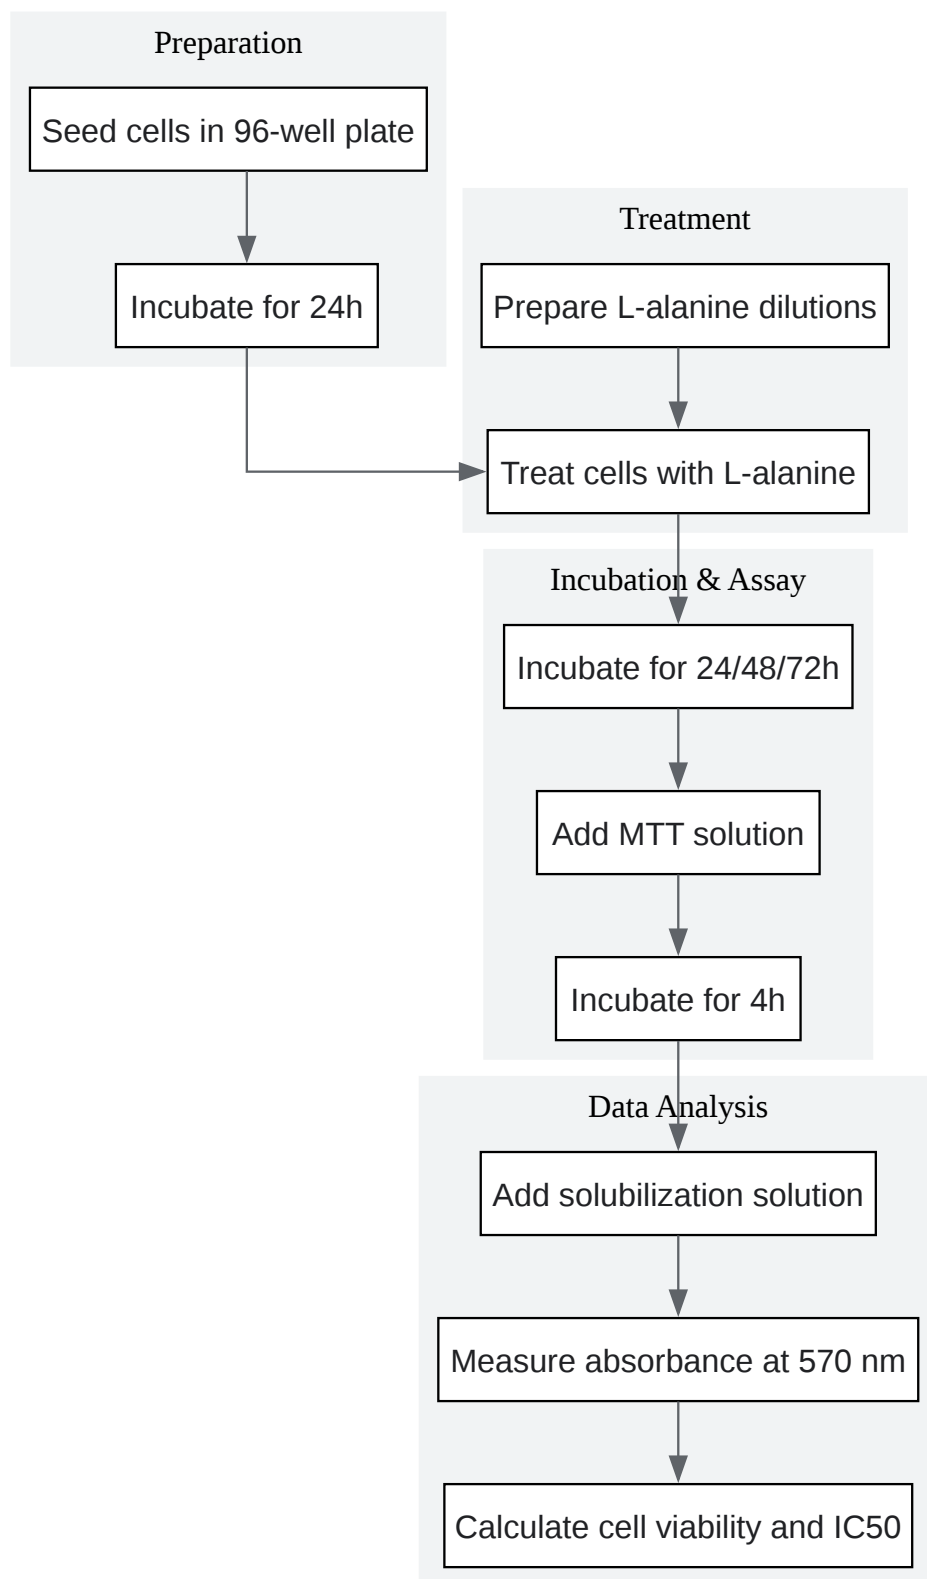 Preparation
Seed cells in 96-well plate
Incubate for 24h
Treatment
Prepare L-alanine dilutions
Treat cells with L-alanine
Incubation & Assay
Incubate for 24/48/72h
Add MTT solution
Incubate for 4h
Data Analysis
Add solubilization solution
Measure absorbance at 570 nm
Calculate cell viability and IC50